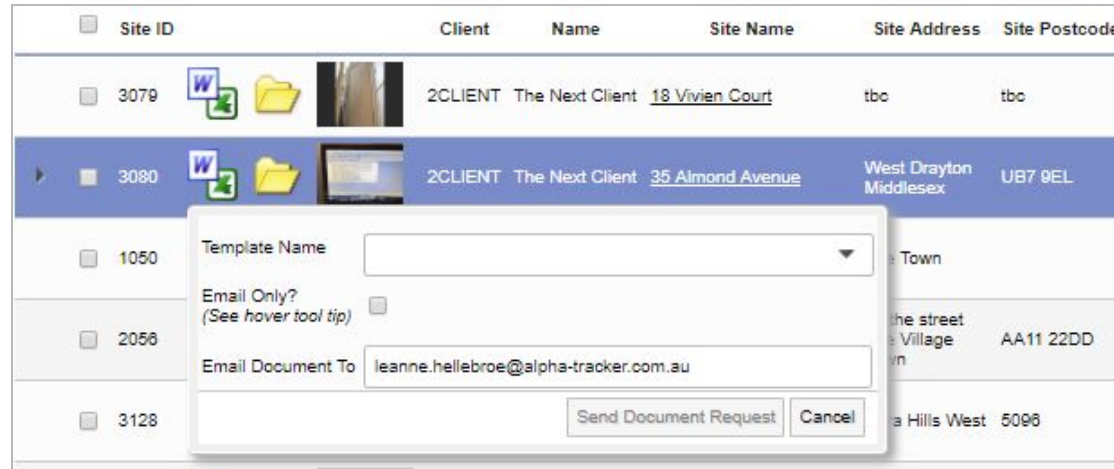 Site ID Client Name Site Name Site Address Site Postcode
3079 2CLIENT The Next Client 18 Vivien Court tbc tbc
3080 2CLIENT The Next Client 35 Almond Avenue West Drayton UB7 9EL
Middlesex
Template Name
1050 Town
Email Only?
(See hover tool tip)
the street
2056 Village AA11 22DD
Email Document To leanne.hellebroe@alpha-tracker.com.au
Send Document Request Cancel
3128 Hills West 5096